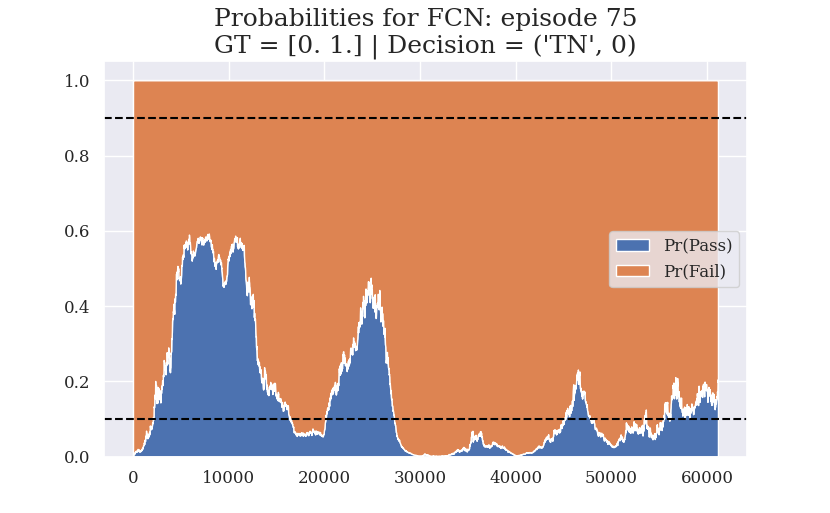 Probabilities for FCN: episode 75
GT = [0. 1.] | Decision = ('TN', 0)
1.0
0.8
0.6
0.4
0.2
0.0
Pr(Pass)
Pr(Fail)
0 10000 20000 30000 40000 50000 60000